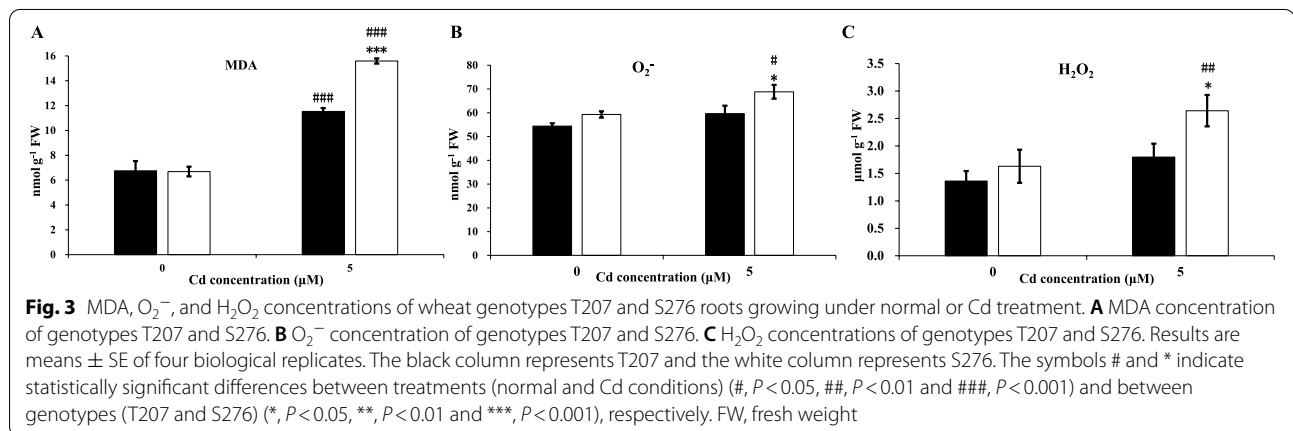 A
MDA
nmol g⁻¹ FW
16
14
12
10
8
6
4
2
0
###
###
***
0
5
Cd concentration (µM)
B
O₂⁻
nmol g⁻¹ FW
80
70
60
50
40
30
20
10
0
#
*
0
5
Cd concentration (µM)
C
H₂O₂
µmol g⁻¹ FW
3.5
3.0
2.5
2.0
1.5
1.0
0.5
0.0
##
*
0
5
Cd concentration (µM)
Fig. 3 MDA, O₂⁻, and H₂O₂ concentrations of wheat genotypes T207 and S276 roots growing under normal or Cd treatment. A MDA concentration
of genotypes T207 and S276. B O₂⁻ concentration of genotypes T207 and S276. C H₂O₂ concentrations of genotypes T207 and S276. Results are
means ± SE of four biological replicates. The black column represents T207 and the white column represents S276. The symbols # and * indicate
statistically significant differences between treatments (normal and Cd conditions) (#, P < 0.05, ##, P < 0.01 and ###, P < 0.001) and between
genotypes (T207 and S276) (*, P < 0.05, **, P < 0.01 and ***, P < 0.001), respectively. FW, fresh weight